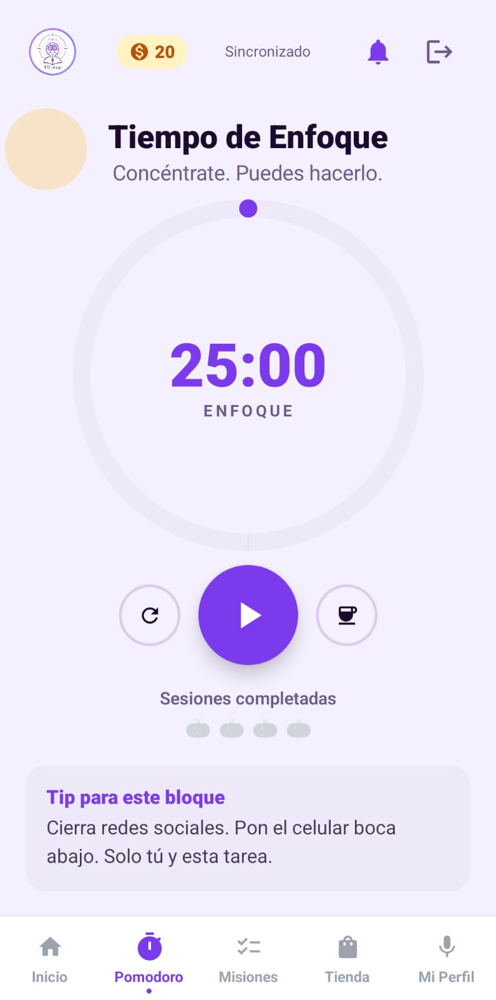 TD-App
20
Sincronizado
Tiempo de Enfoque
Concéntrate. Puedes hacerlo.
25:00
ENFOQUE
Sesiones completadas
Tip para este bloque
Cierra redes sociales. Pon el celular boca
abajo. Solo tú y esta tarea.
Inicio
Pomodoro
Misiones
Tienda
Mi Perfil